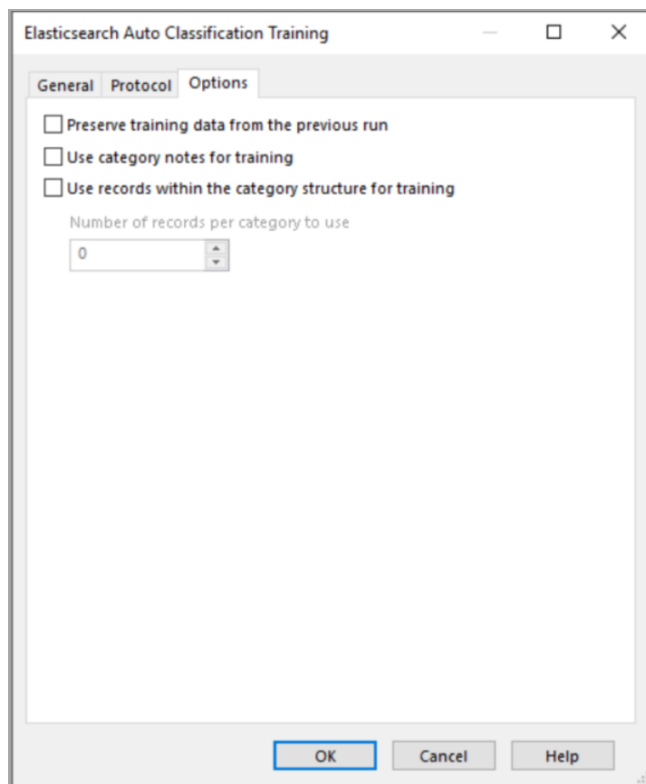 Elasticsearch Auto Classification Training
General Protocol Options
Preserve training data from the previous run
Use category notes for training
Use records within the category structure for training
Number of records per category to use
0
OK Cancel Help